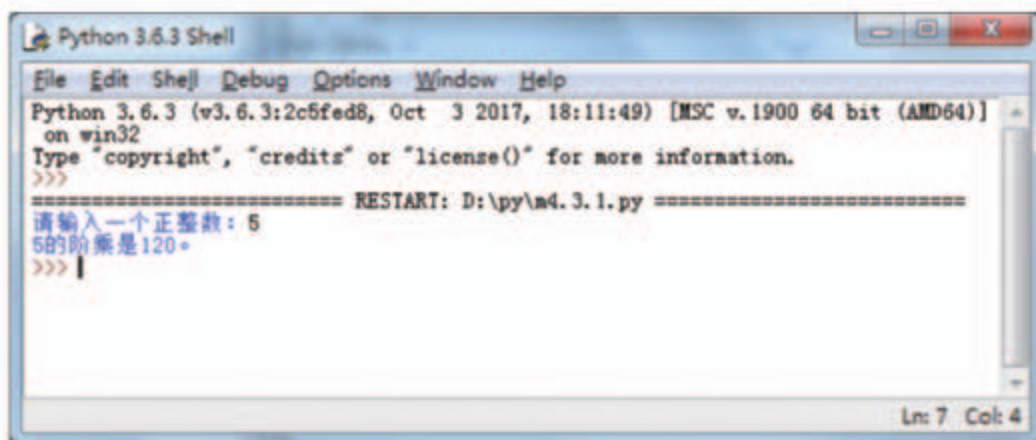 Python 3.6.3 Shell
File Edit Shell Debug Options Window Help
Python 3.6.3 (v3.6.3:2c5fed8, Oct  3 2017, 18:11:49) [MSC v.1900 64 bit (AMD64)]
 on win32
Type "copyright", "credits" or "license()" for more information.
>>>
========================== RESTART: D:\py\m4.3.1.py ==========================
请输入一个正整数：5
5的阶乘是120。
>>>
Ln: 7 Col: 4